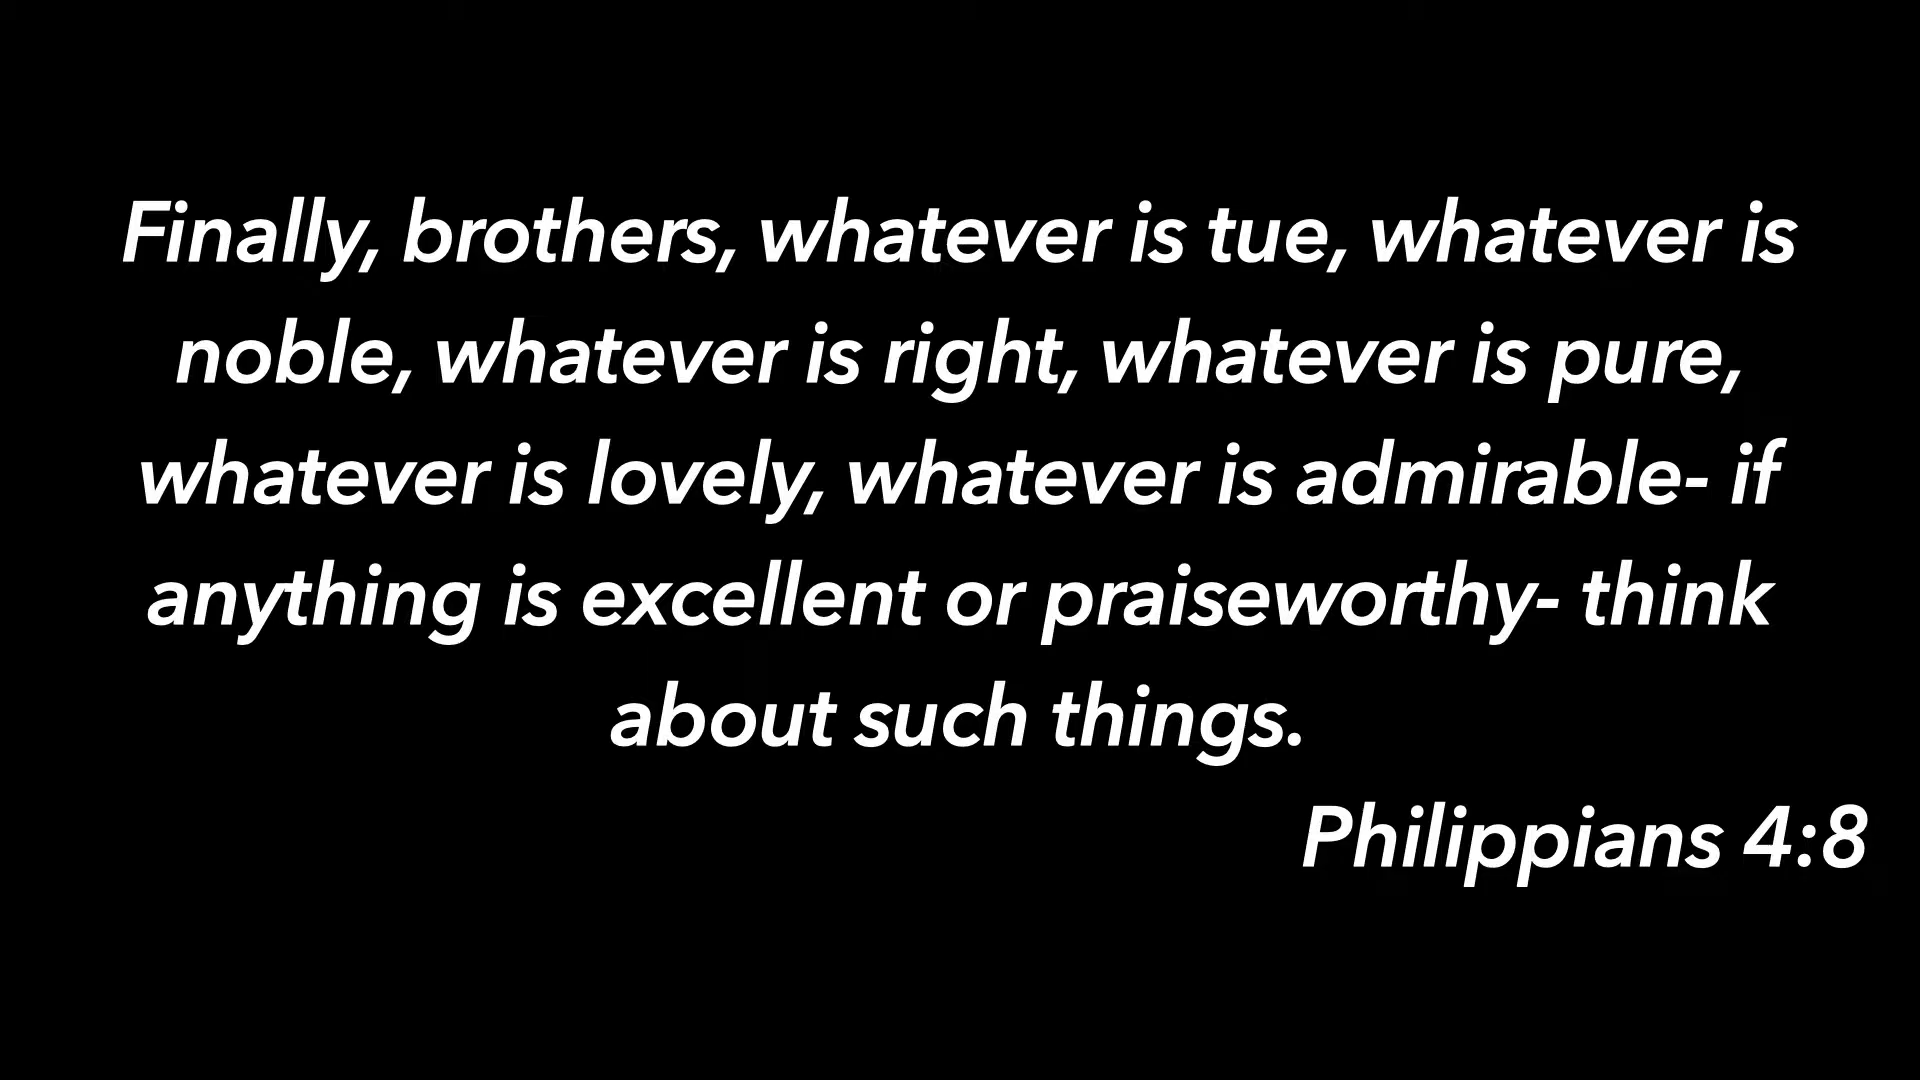 Finally, brothers, whatever is tue, whatever is
noble, whatever is right, whatever is pure,
whatever is lovely, whatever is admirable- if
anything is excellent or praiseworthy- think
about such things.
Philippians 4:8